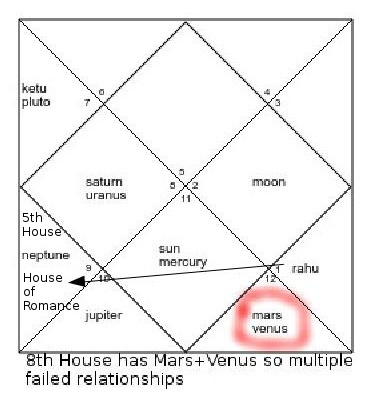 ketu
pluto
6
7
4
3
saturn
uranus
5
8
2
11
moon
5th
House
neptune
House
of
Romance
9
10
sun
mercury
1
12
rahu
jupiter
mars
venus
8th House has Mars+Venus so multiple
failed relationships